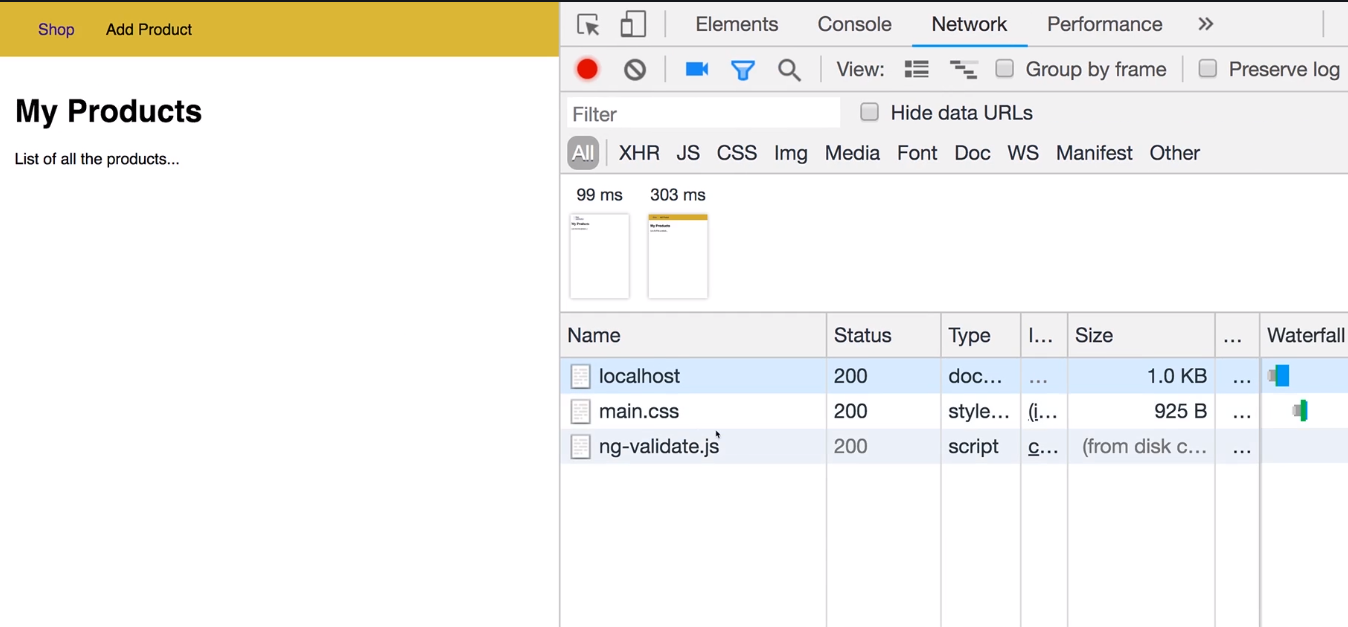 Shop Add Product
My Products
List of all the products...
Elements Console Network Performance »
View: Group by frame Preserve log
Filter Hide data URLs
All XHR JS CSS Img Media Font Doc WS Manifest Other
99 ms 303 ms
Name Status Type I... Size ... Waterfall
localhost 200 doc... ... 1.0 KB ...
main.css 200 style... (i... 925 B ...
ng-validate.js 200 script c... (from disk c... ...